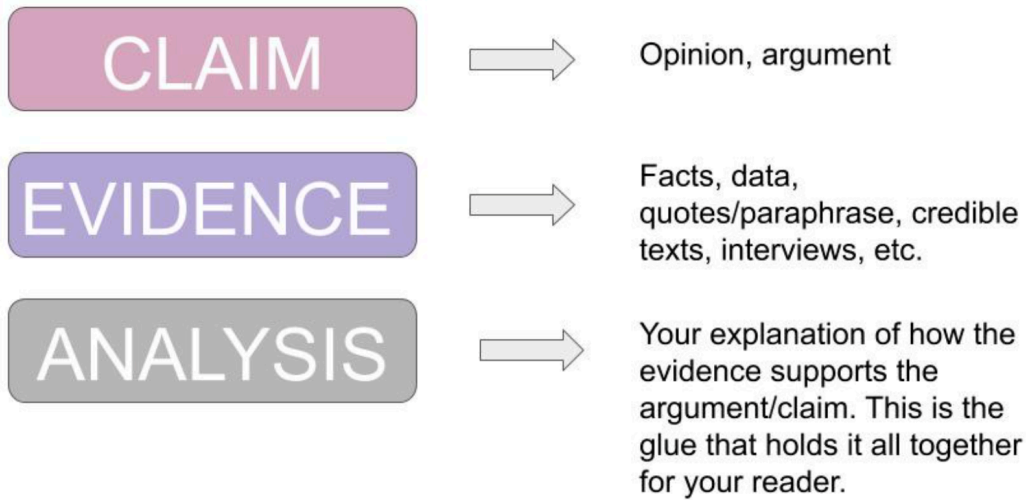 CLAIM
Opinion, argument
EVIDENCE
Facts, data,
quotes/paraphrase, credible
texts, interviews, etc.
ANALYSIS
Your explanation of how the
evidence supports the
argument/claim. This is the
glue that holds it all together
for your reader.